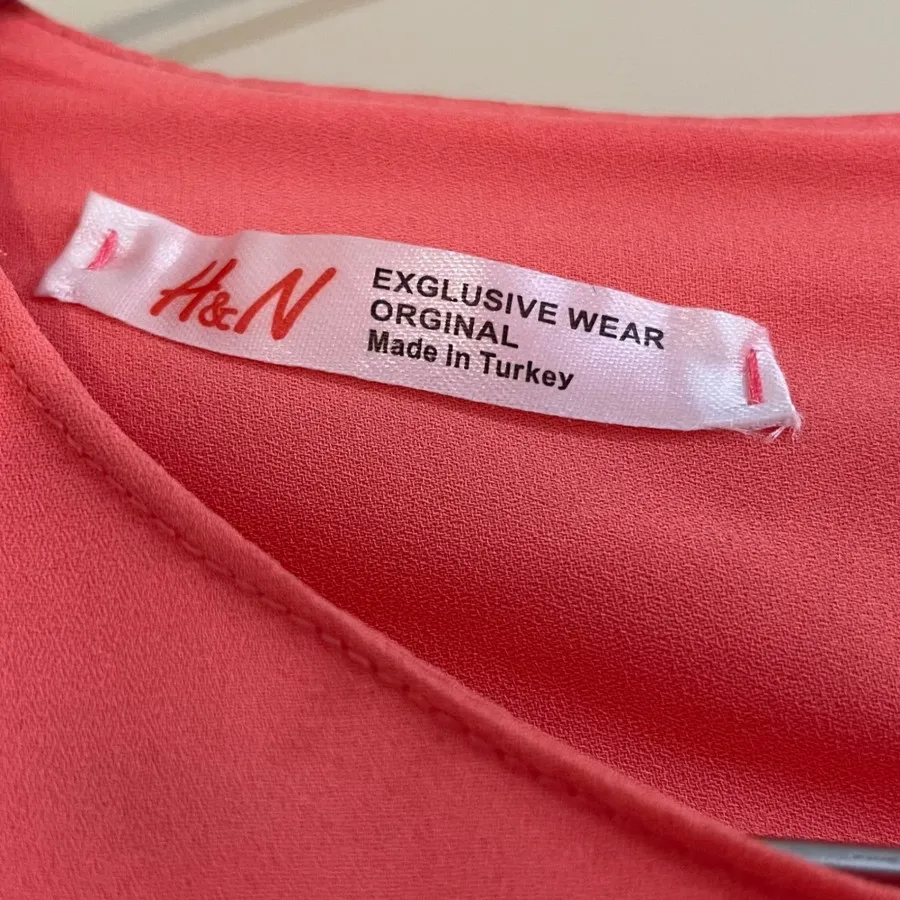 H&N
EXGLUSIVE WEAR
ORGINAL
Made In Turkey